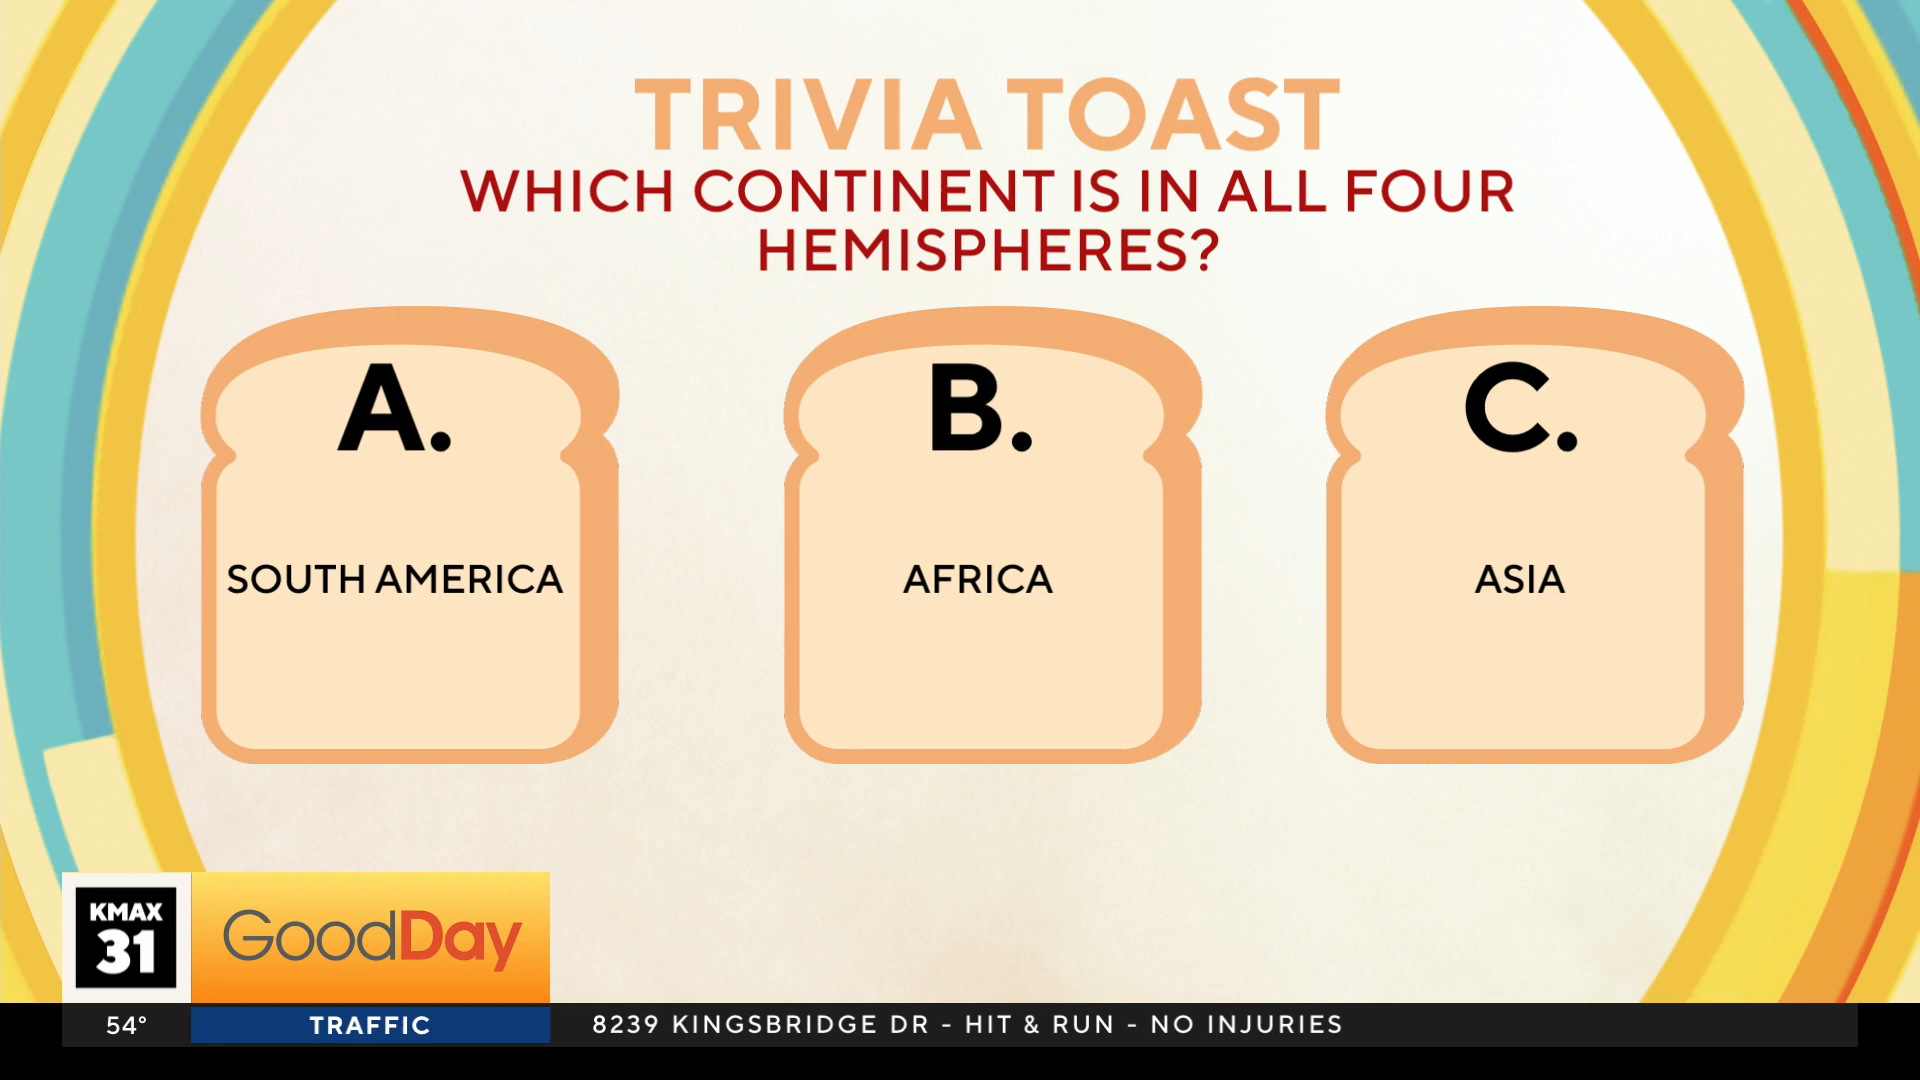 TRIVIA TOAST
WHICH CONTINENT IS IN ALL FOUR
HEMISPHERES?
A.
SOUTH AMERICA
B.
AFRICA
C.
ASIA
KMAX
31
GoodDay
54°
TRAFFIC
8239 KINGSBRIDGE DR - HIT & RUN - NO INJURIES